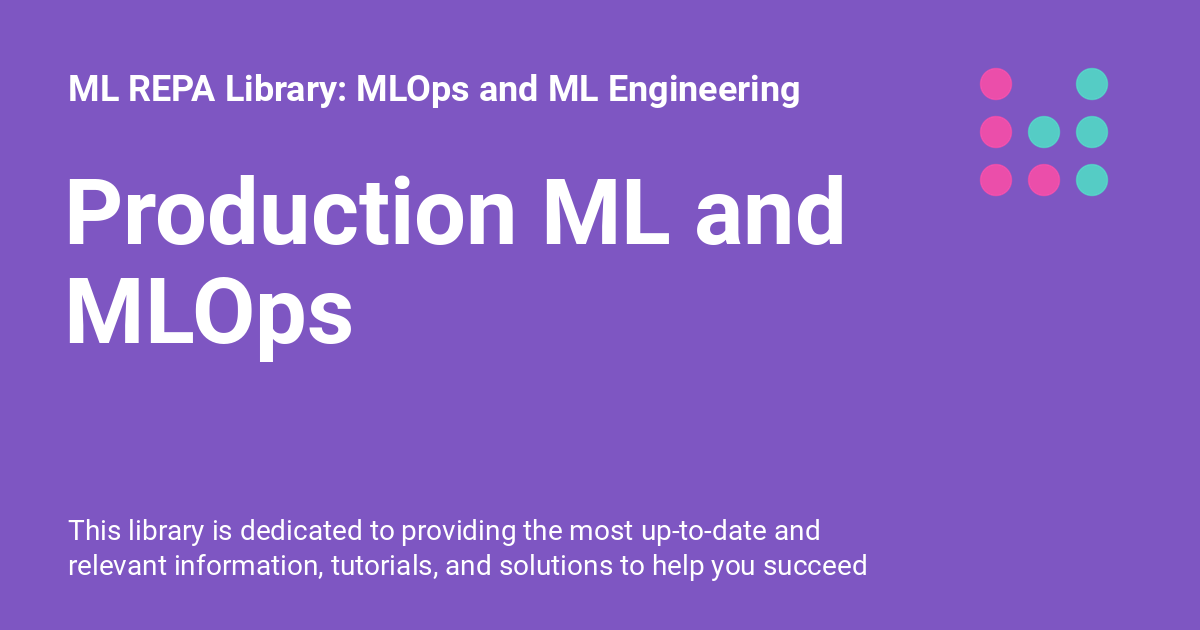 ML REPA Library: MLOps and ML Engineering
Production ML and
MLOps
This library is dedicated to providing the most up-to-date and
relevant information, tutorials, and solutions to help you succeed